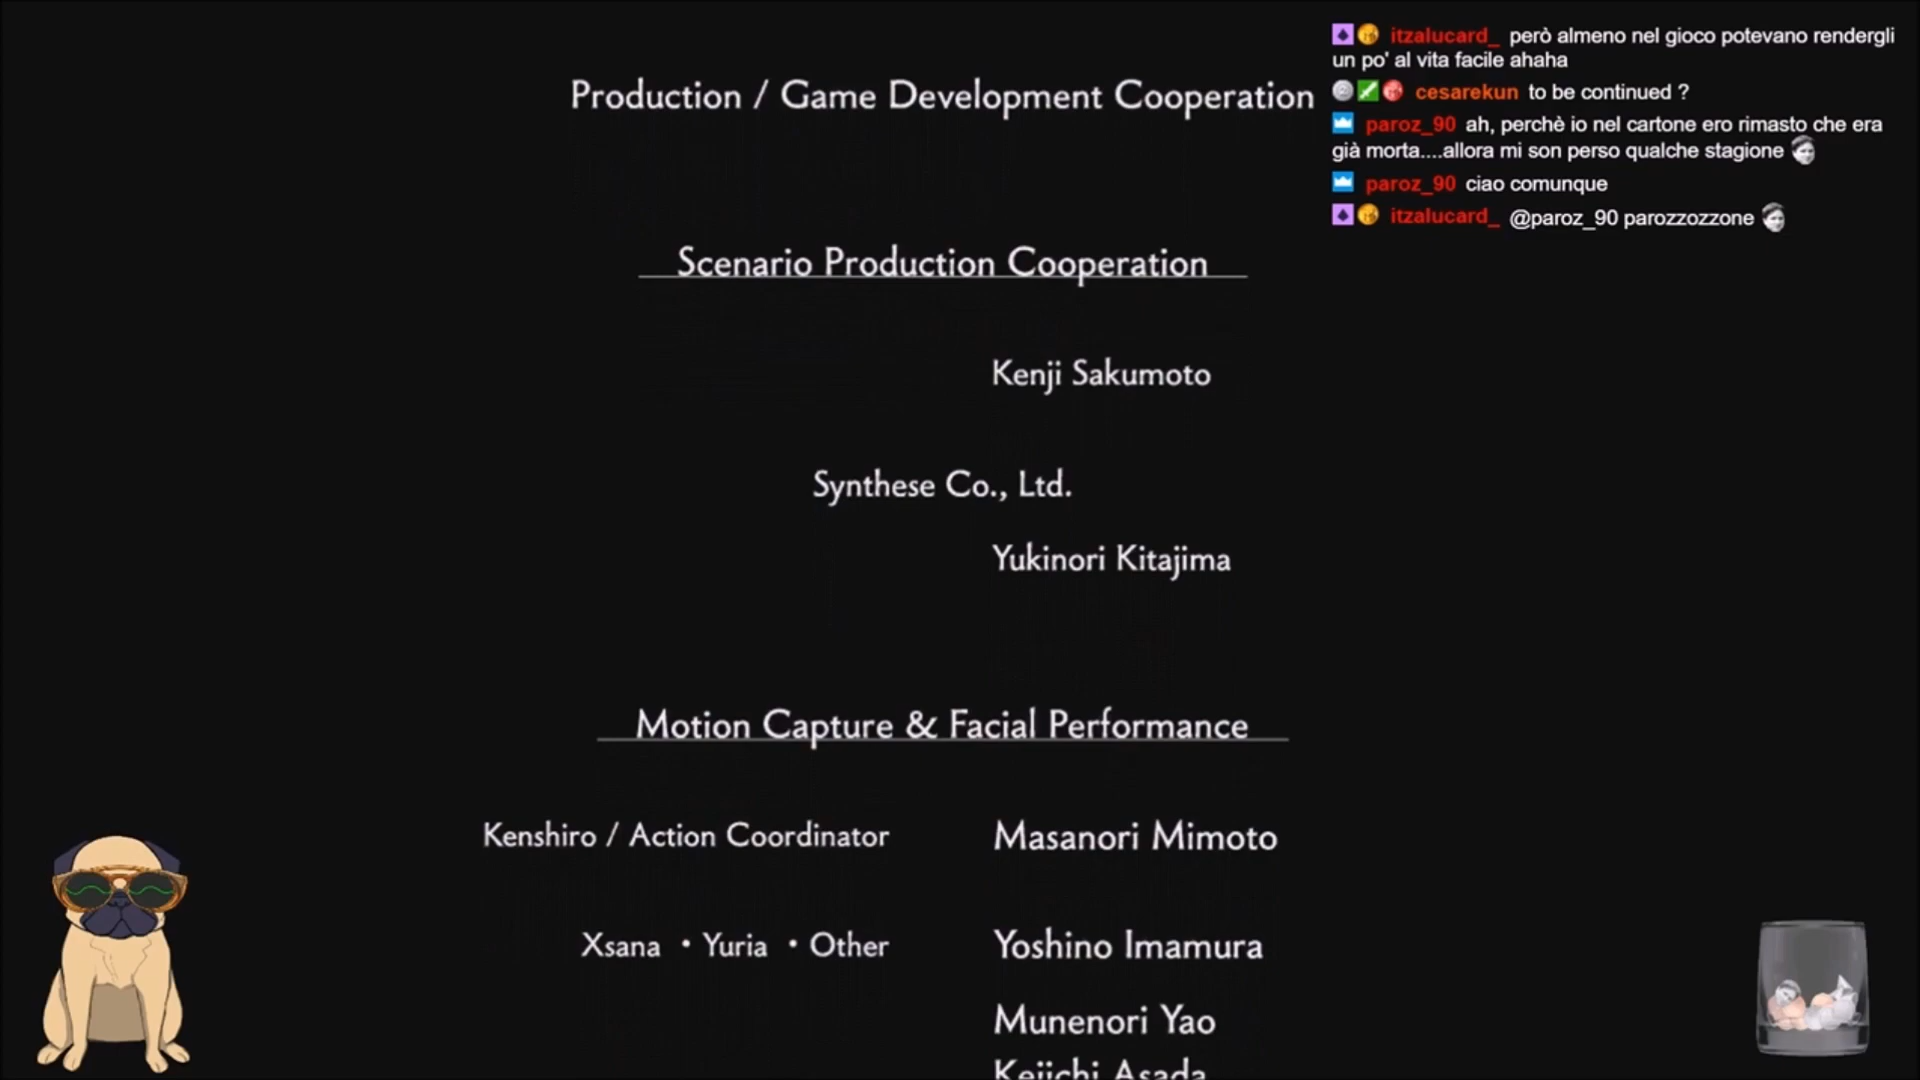 Production / Game Development Cooperation
Scenario Production Cooperation
Kenji Sakumoto
Synthese Co., Ltd.
Yukinori Kitajima
Motion Capture & Facial Performance
Kenshiro / Action Coordinator Masanori Mimoto
Xsana ・Yuria ・Other Yoshino Imamura
Munenori Yao
Keiichi Asada
itzalucard_ però almeno nel gioco potevano rendergli
un po' al vita facile ahaha
cesarekun to be continued ?
paroz_90 ah, perchè io nel cartone ero rimasto che era
già morta....allora mi son perso qualche stagione
paroz_90 ciao comunque
itzalucard_ @paroz_90 parozzozzone